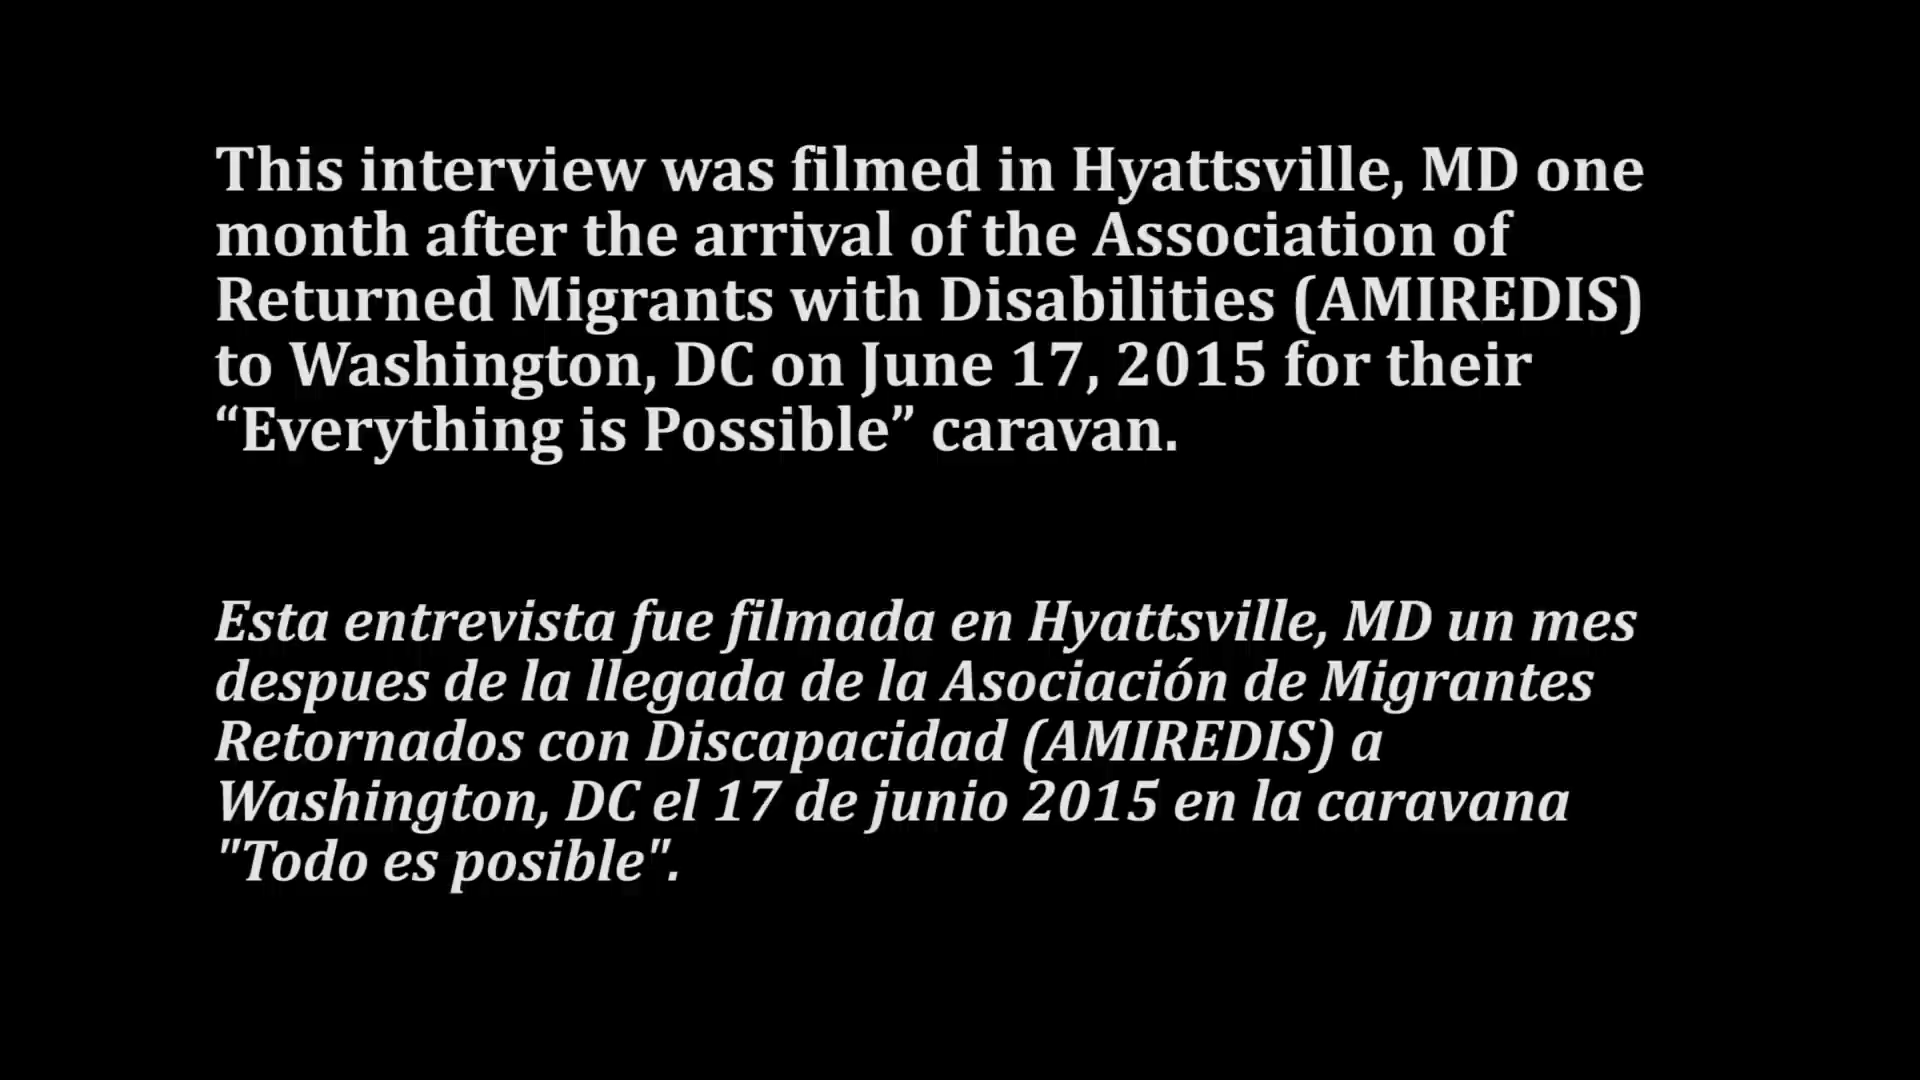 This interview was filmed in Hyattsville, MD one
month after the arrival of the Association of
Returned Migrants with Disabilities (AMIREDIS)
to Washington, DC on June 17, 2015 for their
“Everything is Possible” caravan.
Esta entrevista fue filmada en Hyattsville, MD un mes
despues de la llegada de la Asociación de Migrantes
Retornados con Discapacidad (AMIREDIS) a
Washington, DC el 17 de junio 2015 en la caravana
"Todo es posible".